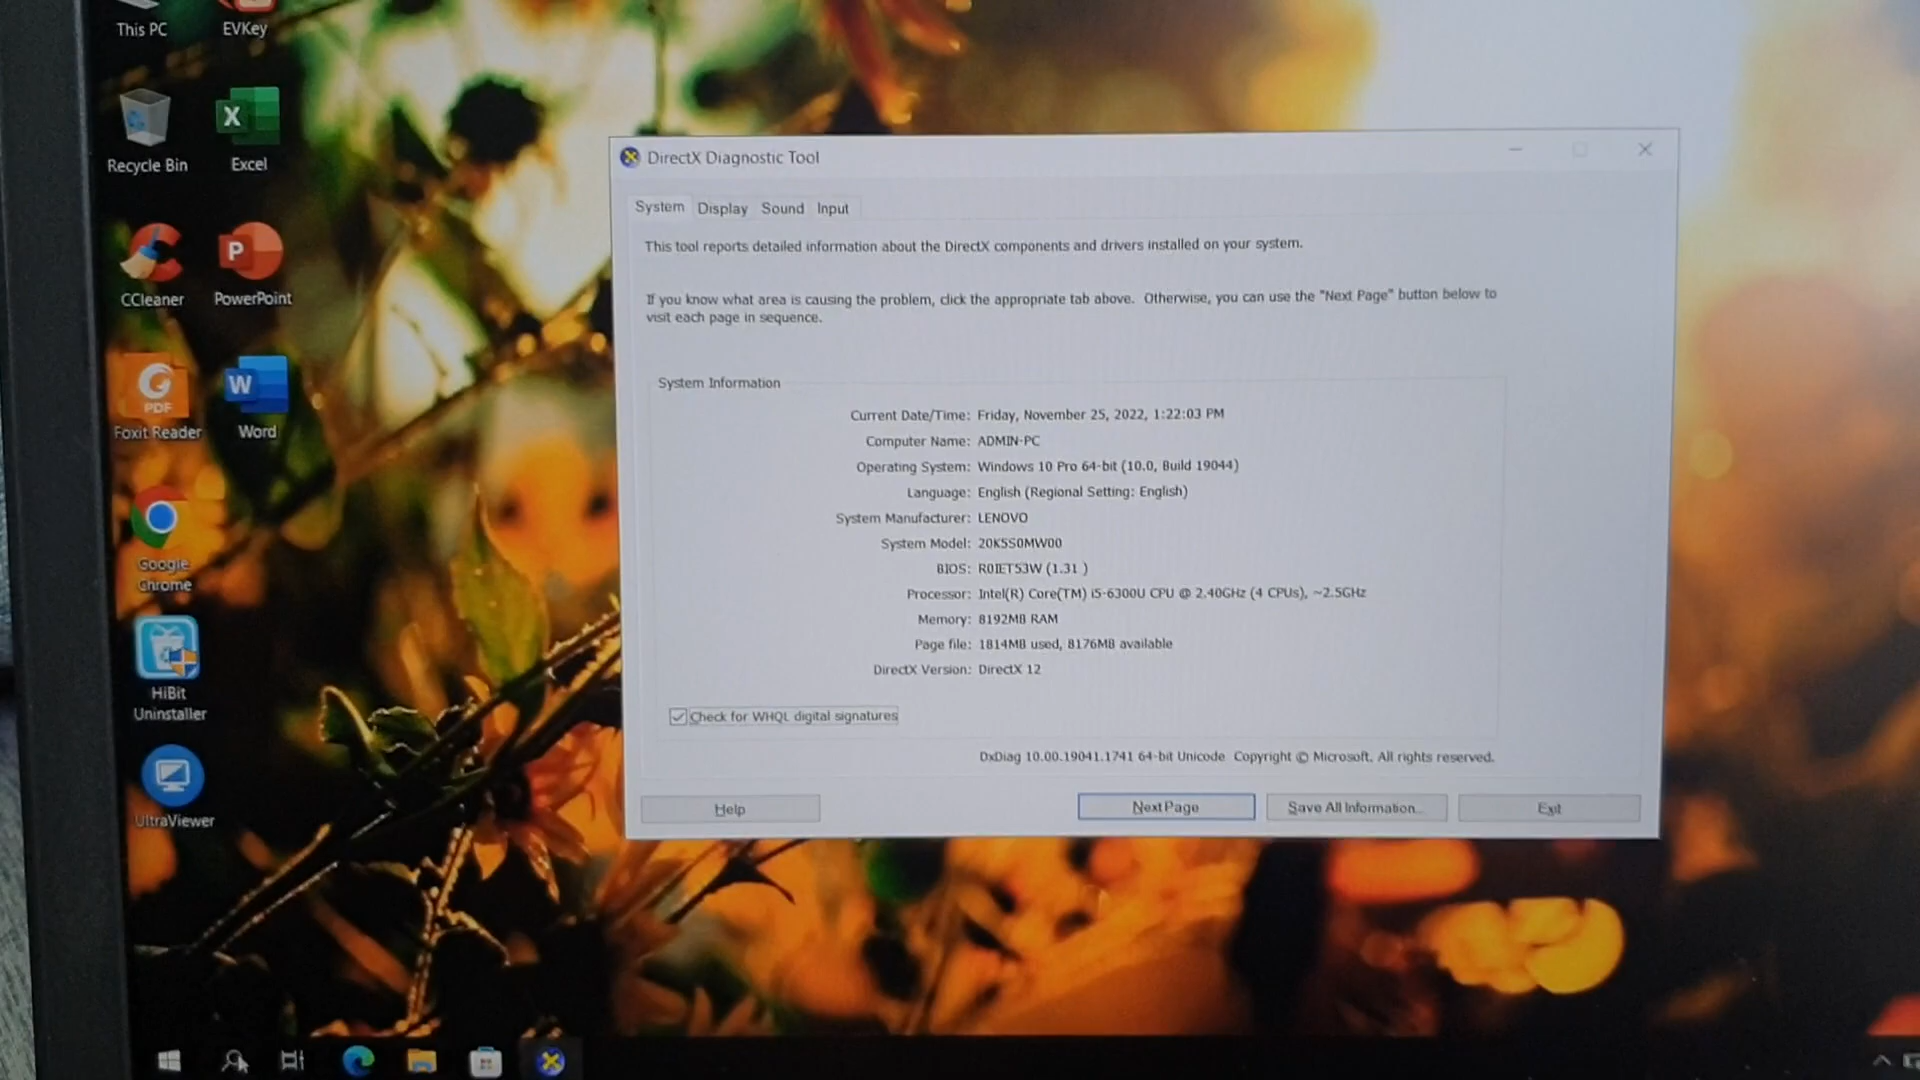 This PC
EVKey
Recycle Bin
Excel
CCleaner
PowerPoint
PDF
Foxit Reader
Word
Google
Chrome
HiBit
Uninstaller
UltraViewer
DirectX Diagnostic Tool
System Display Sound Input
This tool reports detailed information about the DirectX components and drivers installed on your system.
If you know what area is causing the problem, click the appropriate tab above. Otherwise, you can use the "Next Page" button below to
visit each page in sequence.
System Information
Current Date/Time: Friday, November 25, 2022, 1:22:03 PM
Computer Name: ADMIN-PC
Operating System: Windows 10 Pro 64-bit (10.0, Build 19044)
Language: English (Regional Setting: English)
System Manufacturer: LENOVO
System Model: 20K5S0MW00
BIOS: R0IET53W (1.31 )
Processor: Intel(R) Core(TM) i5-6300U CPU @ 2.40GHz (4 CPUs), ~2.5GHz
Memory: 8192MB RAM
Page file: 1814MB used, 8176MB available
DirectX Version: DirectX 12
Check for WHQL digital signatures
DxDiag 10.00.19041.1741 64-bit Unicode Copyright © Microsoft. All rights reserved.
Help
Next Page
Save All Information...
Exit